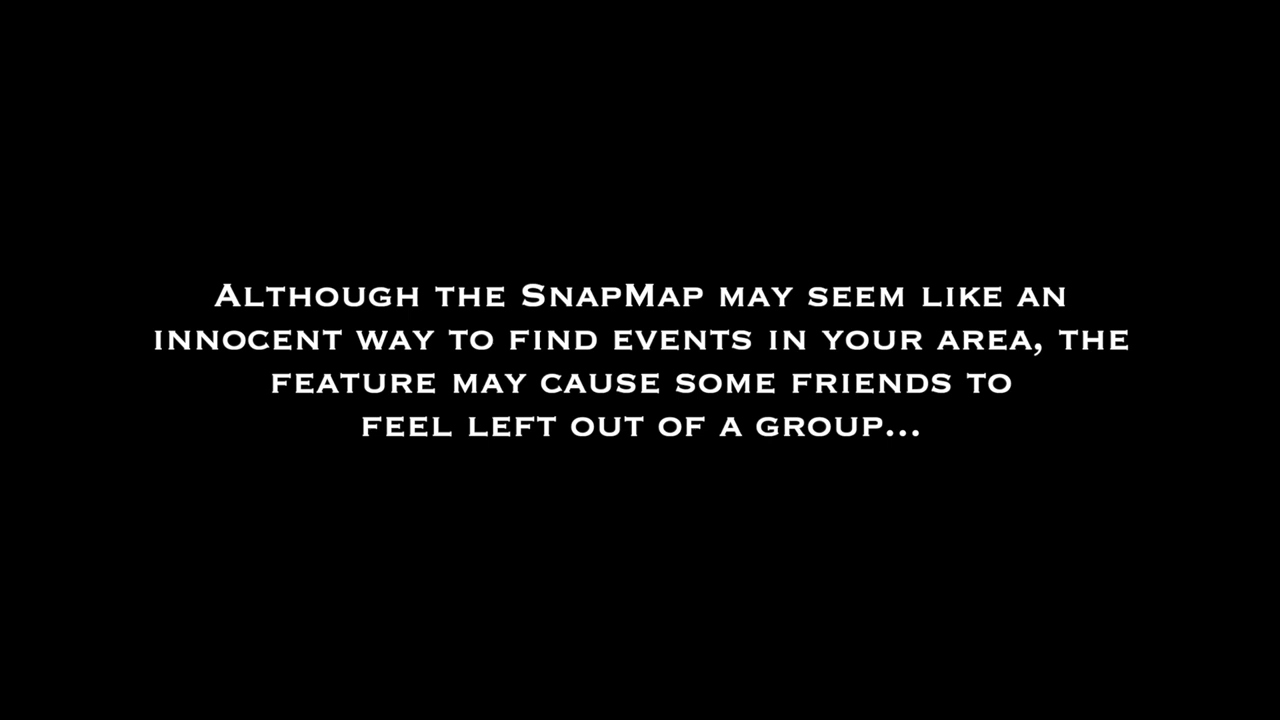 Although the SnapMap may seem like an
innocent way to find events in your area, the
feature may cause some friends to
feel left out of a group...